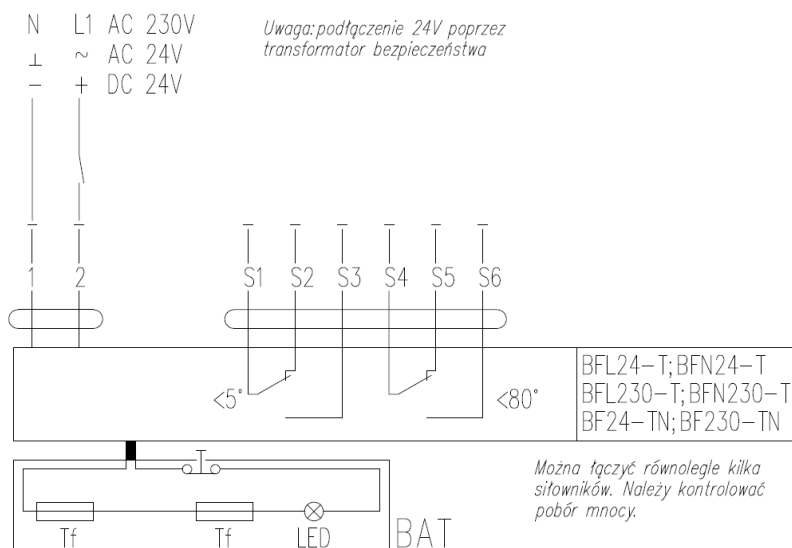 N L1 AC 230V
⊥ ~ AC 24V
− + DC 24V
Uwaga: podłączenie 24V poprzez
transformator bezpieczeństwa
1 2 S1 S2 S3 S4 S5 S6
<5° <80°
BFL24-T; BFN24-T
BFL230-T; BFN230-T
BF24-TN; BF230-TN
Można łączyć równolegle kilka
siłowników. Należy kontrolować
pobór mnocy.
Tf Tf LED BAT